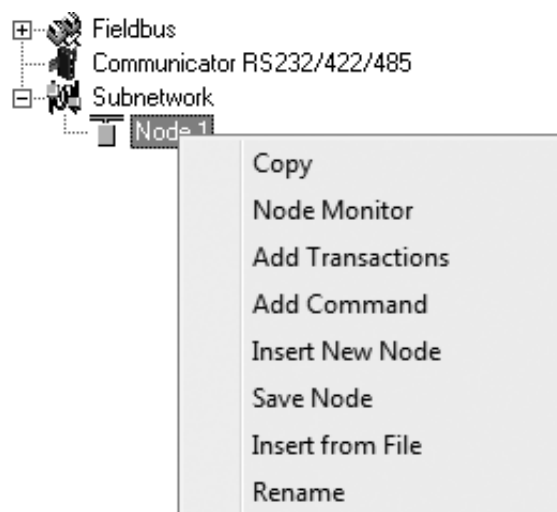 Fieldbus
Communicator RS232/422/485
Subnetwork
Node 1
Copy
Node Monitor
Add Transactions
Add Command
Insert New Node
Save Node
Insert from File
Rename